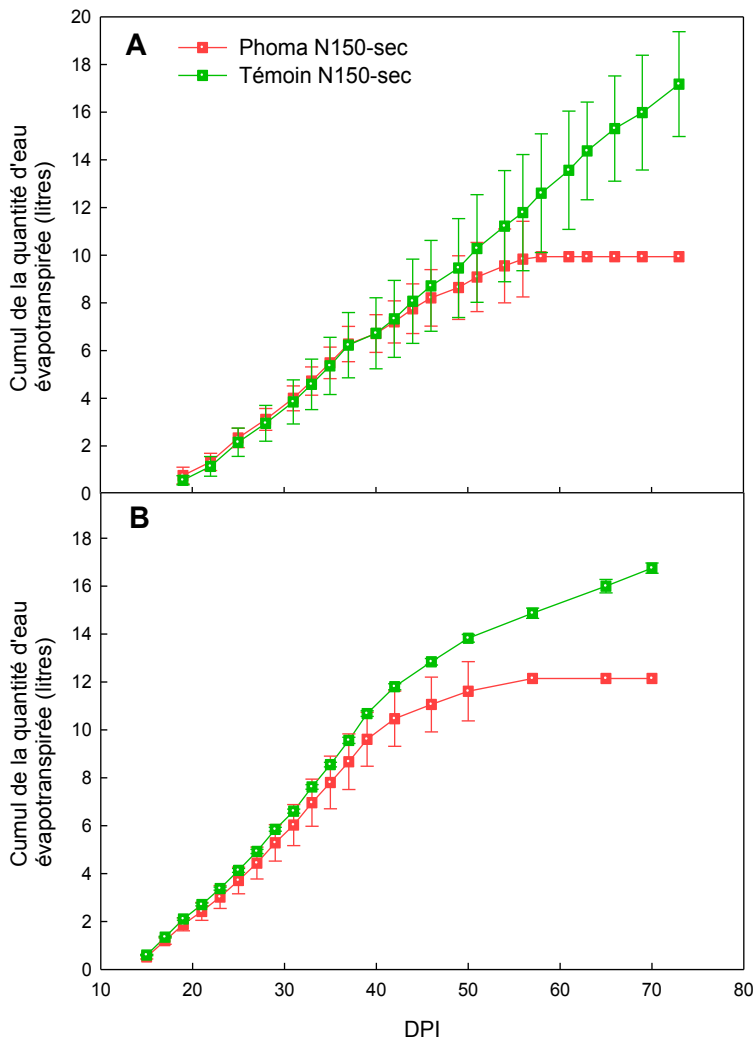 20
18
16
14
12
10
8
6
4
2
0
A
Phoma N150-sec
Témoin N150-sec
Cumul de la quantité d'eau
évapotranspirée (litres)
B
18
16
14
12
10
8
6
4
2
0
Cumul de la quantité d'eau
évapotranspirée (litres)
10 20 30 40 50 60 70 80
DPI